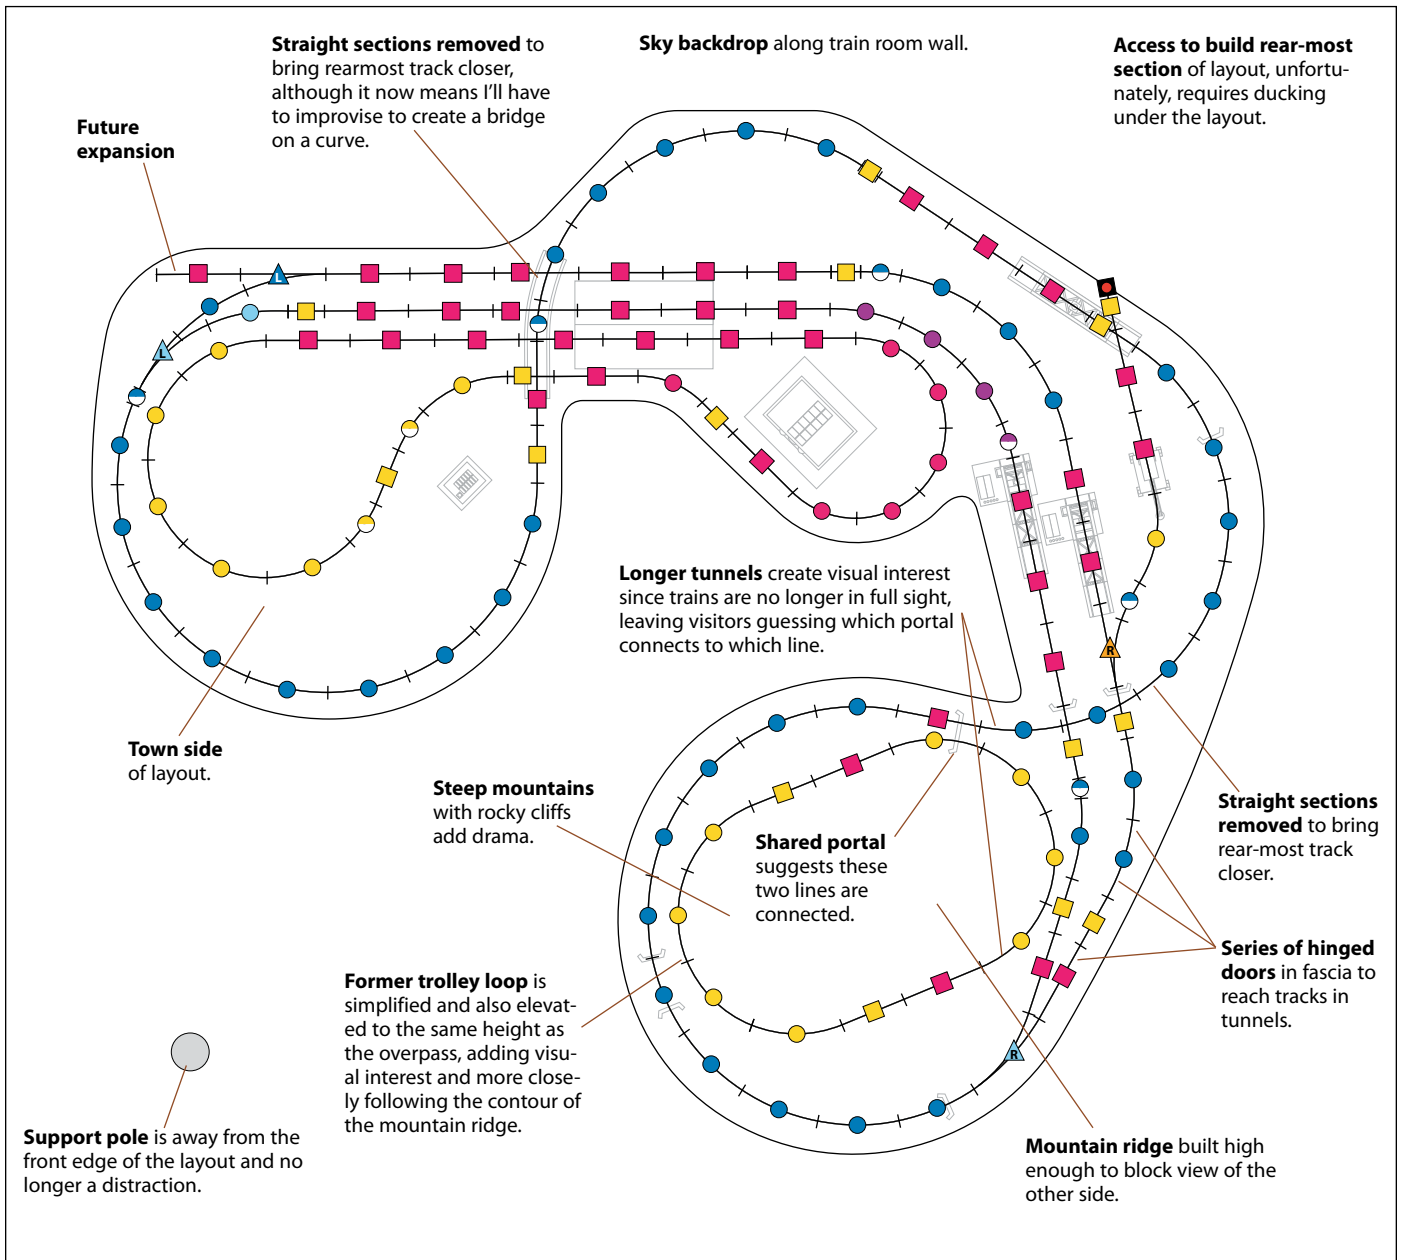 Straight sections removed to
bring rearmost track closer,
although it now means I'll have
to improvise to create a bridge
on a curve.
Sky backdrop along train room wall.
Access to build rear-most
section of layout, unfortu-
nately, requires ducking
under the layout.
Future
expansion
L
L
Longer tunnels create visual interest
since trains are no longer in full sight,
leaving visitors guessing which portal
connects to which line.
R
Town side
of layout.
Steep mountains
with rocky cliffs
add drama.
Shared portal
suggests these
two lines are
connected.
Straight sections
removed to bring
rear-most track
closer.
Series of hinged
doors in fascia to
reach tracks in
tunnels.
Former trolley loop is
simplified and also elevat-
ed to the same height as
the overpass, adding visu-
al interest and more close-
ly following the contour of
the mountain ridge.
R
Support pole is away from the
front edge of the layout and no
longer a distraction.
Mountain ridge built high
enough to block view of the
other side.